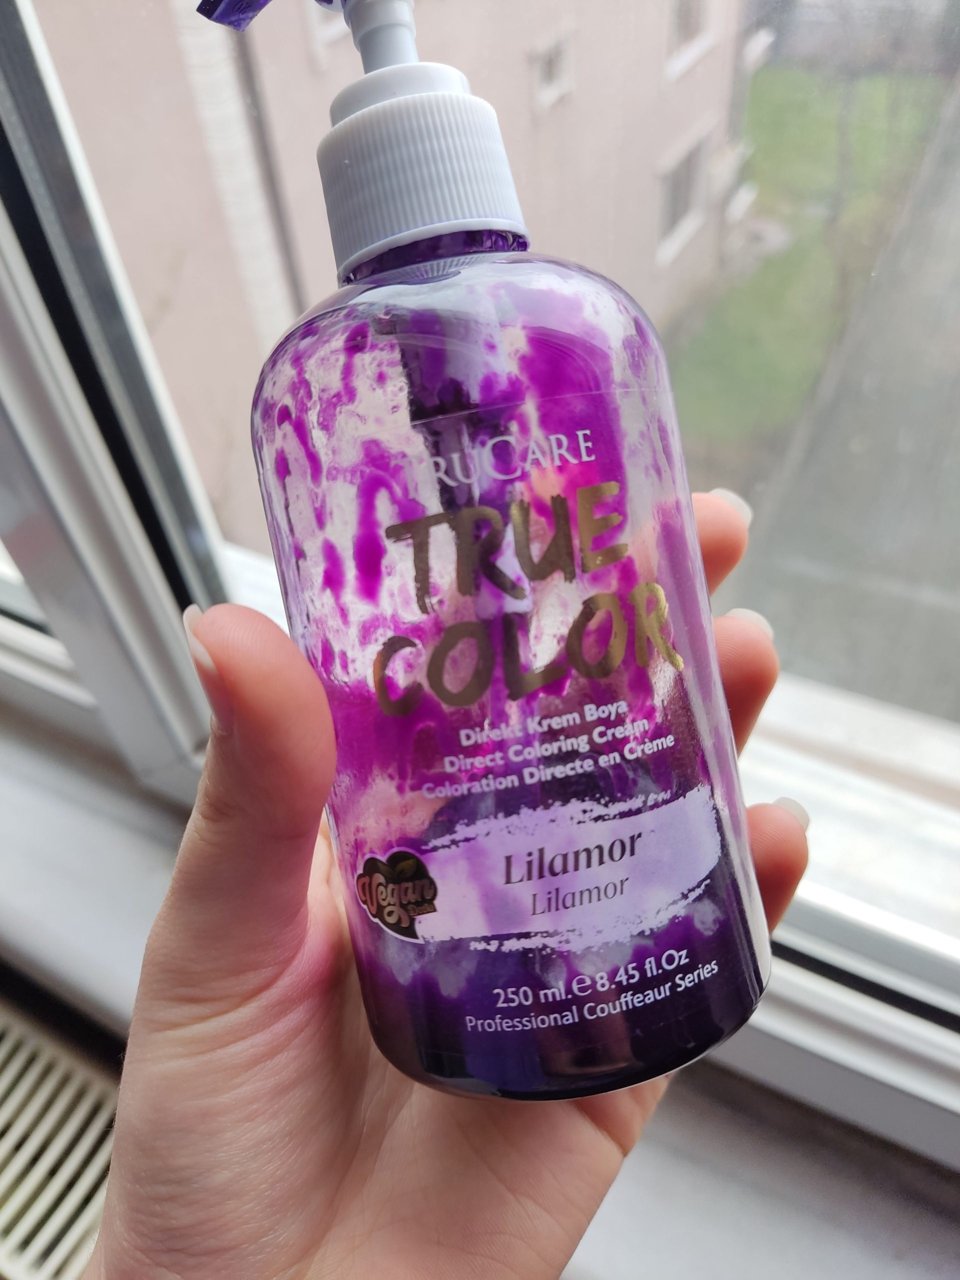 TRUCARE
TRUE
COLOR
Direkt Krem Boya
Direct Coloring Cream
Coloration Directe en Crème
Lilamor
Lilamor
Vegan
250 ml.e 8.45 fl.Oz
Professional Couffeaur Series